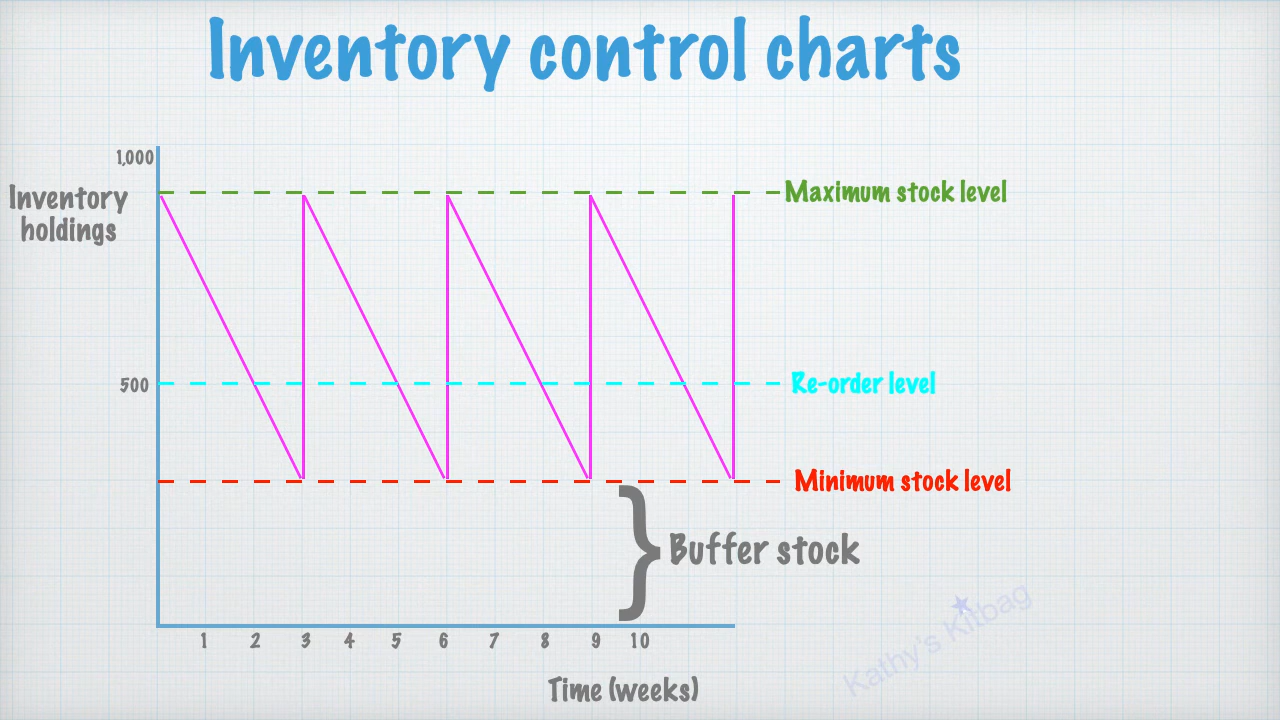 Inventory control charts
1,000
Inventory
holdings
Maximum stock level
500
Re-order level
Minimum stock level
} Buffer stock
1 2 3 4 5 6 7 8 9 10
Time (weeks)
Kathy's Kitbag